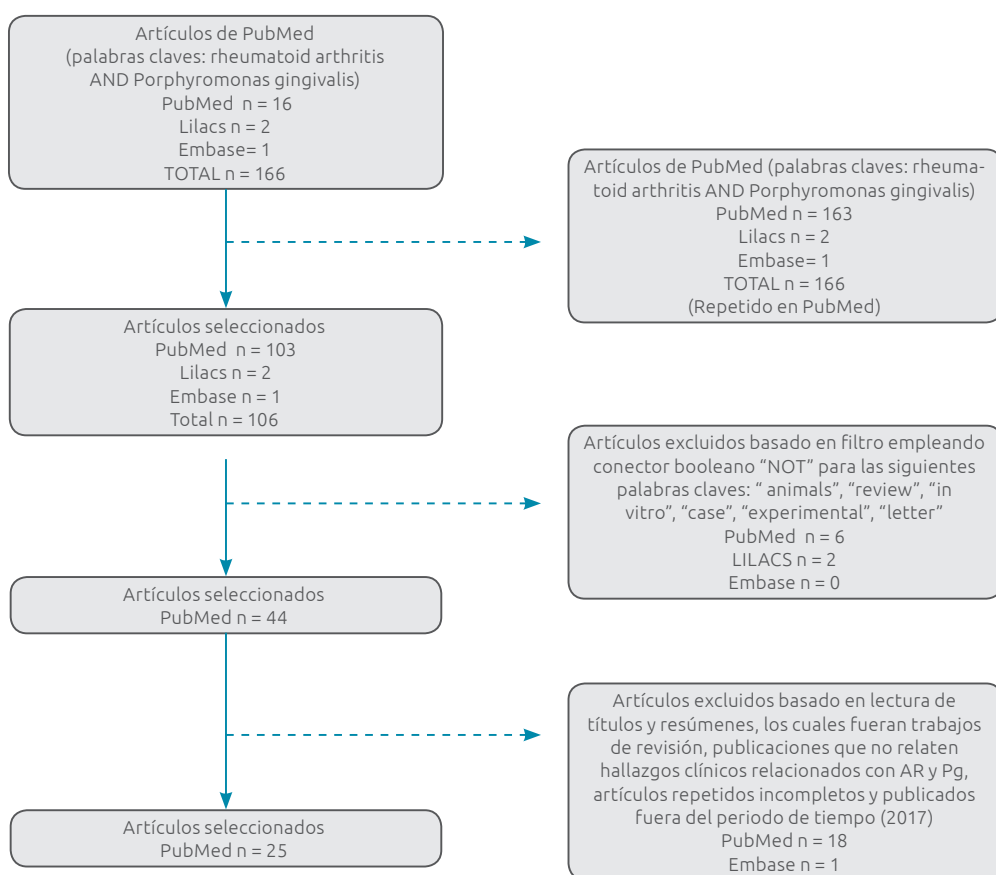 Artículos de PubMed
(palabras claves: rheumatoid arthritis
AND Porphyromonas gingivalis)
PubMed n = 16
Lilacs n = 2
Embase= 1
TOTAL n = 166
Artículos de PubMed (palabras claves: rheuma-
toid arthritis AND Porphyromonas gingivalis)
PubMed n = 163
Lilacs n = 2
Embase= 1
TOTAL n = 166
(Repetido en PubMed)
Artículos seleccionados
PubMed n = 103
Lilacs n = 2
Embase n = 1
Total n = 106
Artículos excluidos basado en filtro empleando
conector booleano “NOT” para las siguientes
palabras claves: “ animals”, “review”, “in
vitro”, “case”, “experimental”, “letter”
PubMed n = 6
LILACS n = 2
Embase n = 0
Artículos seleccionados
PubMed n = 44
Artículos excluidos basado en lectura de
títulos y resúmenes, los cuales fueran trabajos
de revisión, publicaciones que no relaten
hallazgos clínicos relacionados con AR y Pg,
artículos repetidos incompletos y publicados
fuera del periodo de tiempo (2017)
PubMed n = 18
Embase n = 1
Artículos seleccionados
PubMed n = 25